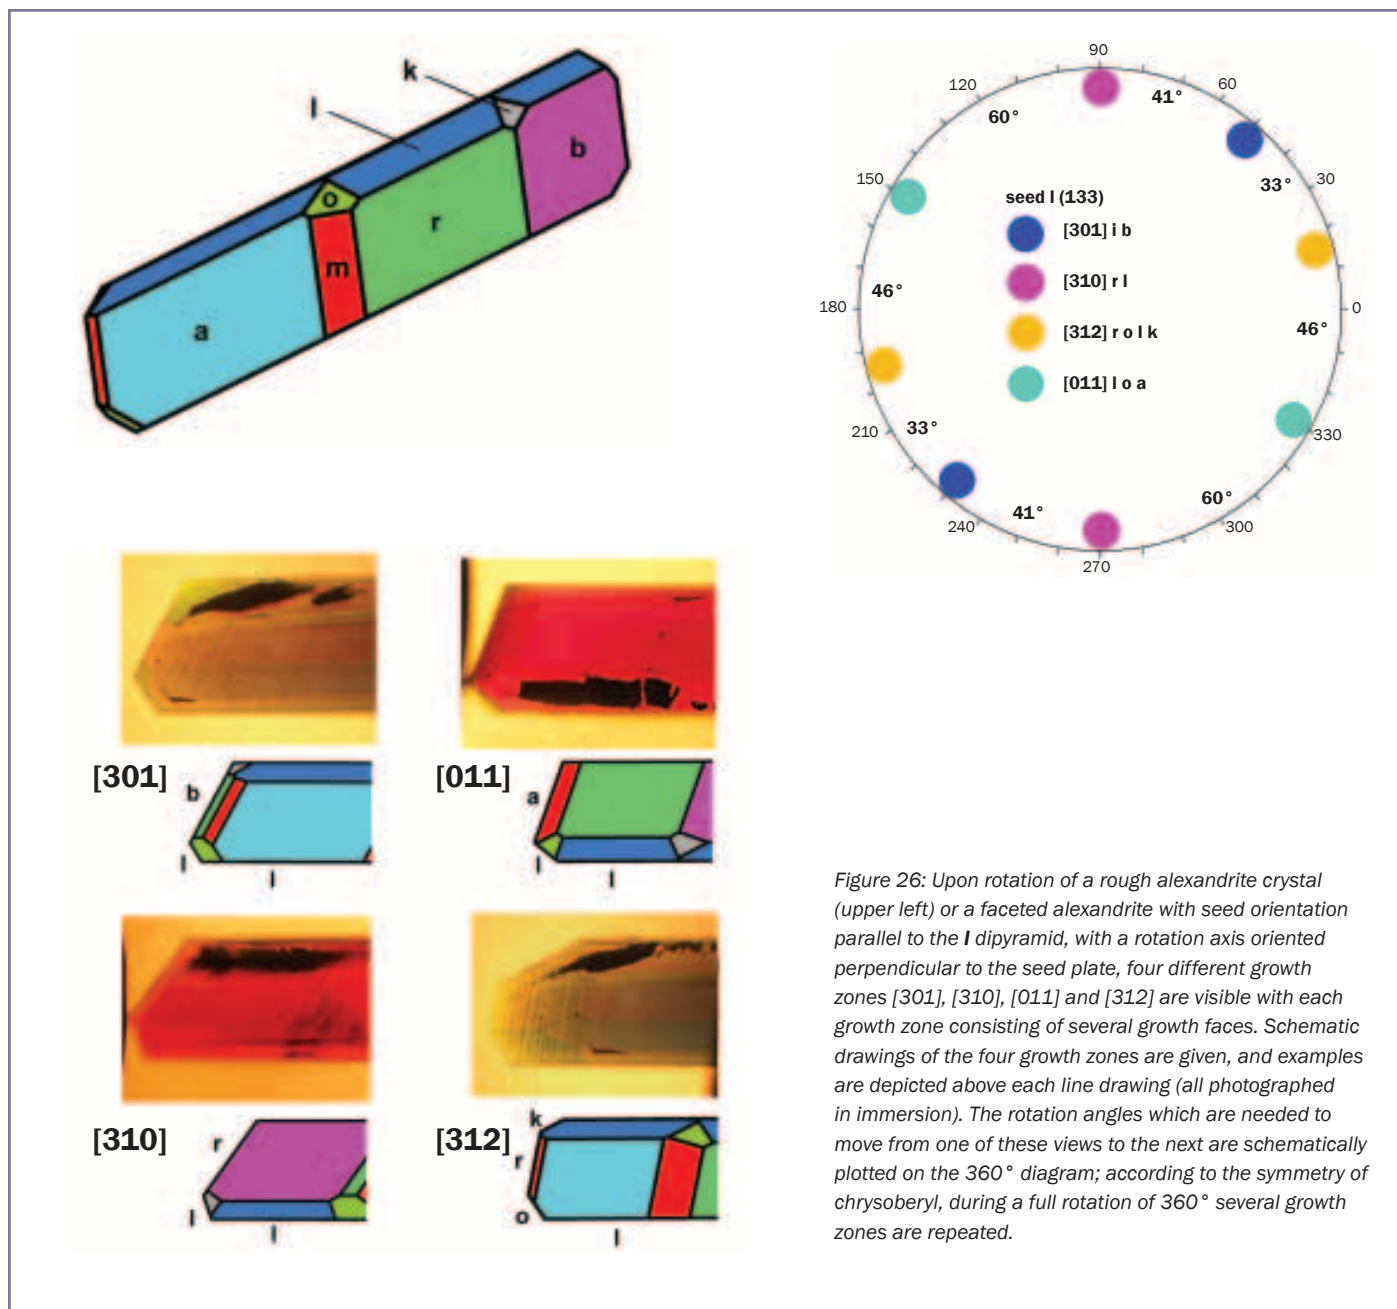 k
l
b
o
r
m
a
90
120
60
60°
41°
150
33°
30
seed l (133)
[301] i b
[310] r l
46°
180
0
[312] r o l k
46°
[011] l o a
210
33°
330
60°
41°
240
300
270
[301]
b
l
l
[011]
a
l
l
[310]
r
l
l
[312]
k
r
o
l
Figure 26: Upon rotation of a rough alexandrite crystal
(upper left) or a faceted alexandrite with seed orientation
parallel to the l dipyramid, with a rotation axis oriented
perpendicular to the seed plate, four different growth
zones [301], [310], [011] and [312] are visible with each
growth zone consisting of several growth faces. Schematic
drawings of the four growth zones are given, and examples
are depicted above each line drawing (all photographed
in immersion). The rotation angles which are needed to
move from one of these views to the next are schematically
plotted on the 360° diagram; according to the symmetry of
chrysoberyl, during a full rotation of 360° several growth
zones are repeated.